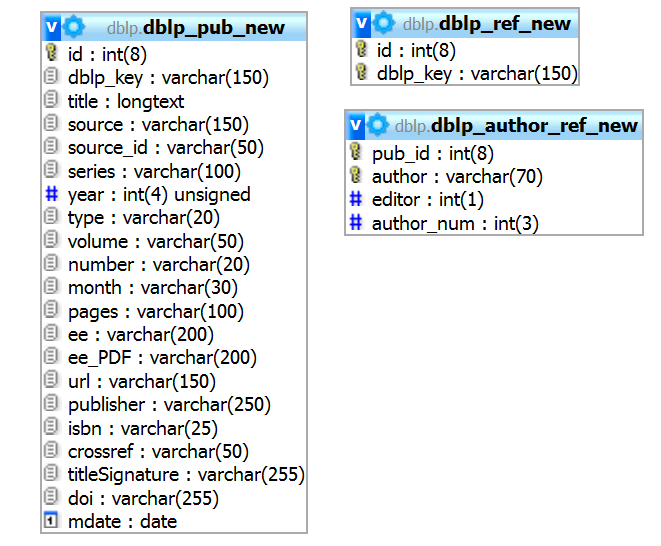 v dblp.dblp_pub_new
id : int(8)
dblp_key : varchar(150)
title : longtext
source : varchar(150)
source_id : varchar(50)
series : varchar(100)
# year : int(4) unsigned
type : varchar(20)
volume : varchar(50)
number : varchar(20)
month : varchar(30)
pages : varchar(100)
ee : varchar(200)
ee_PDF : varchar(200)
url : varchar(150)
publisher : varchar(250)
isbn : varchar(25)
crossref : varchar(50)
titleSignature : varchar(255)
doi : varchar(255)
1 mdate : date
v dblp.dblp_ref_new
id : int(8)
dblp_key : varchar(150)
v dblp.dblp_author_ref_new
pub_id : int(8)
author : varchar(70)
# editor : int(1)
# author_num : int(3)